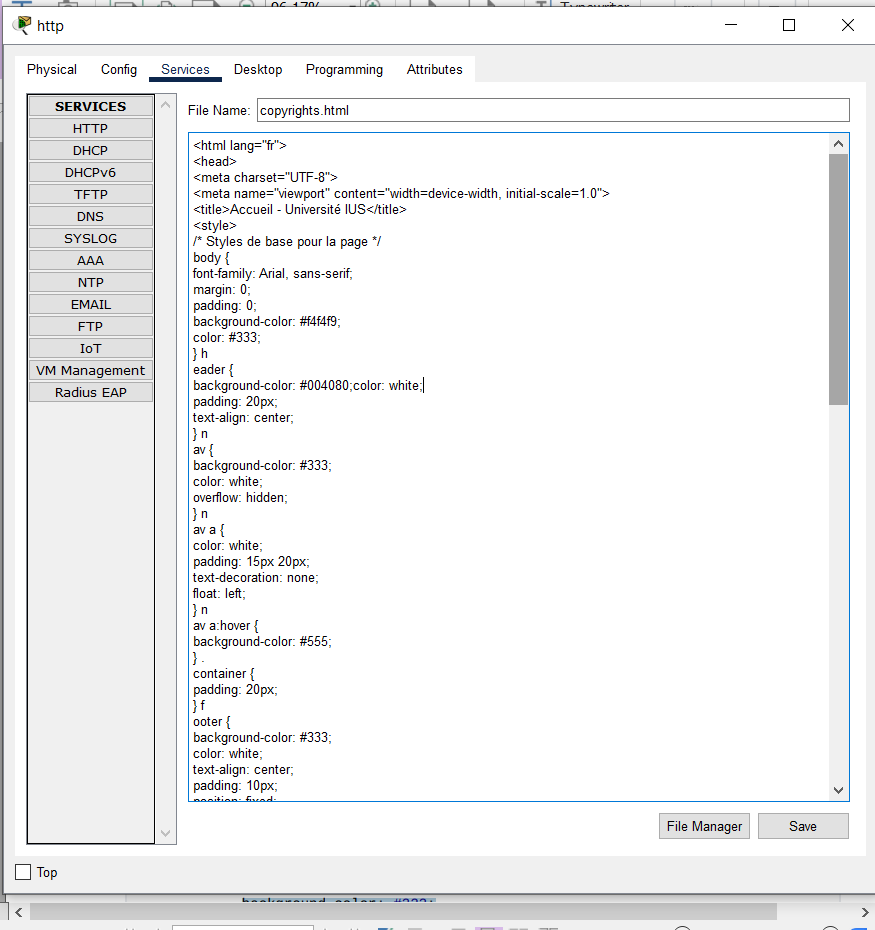 http
Physical Config Services Desktop Programming Attributes
SERVICES
HTTP
DHCP
DHCPv6
TFTP
DNS
SYSLOG
AAA
NTP
EMAIL
FTP
IoT
VM Management
Radius EAP
File Name: copyrights.html
<html lang="fr">
<head>
<meta charset="UTF-8">
<meta name="viewport" content="width=device-width, initial-scale=1.0">
<title>Accueil - Université IUS</title>
<style>
/* Styles de base pour la page */
body {
font-family: Arial, sans-serif;
margin: 0;
padding: 0;
background-color: #f4f4f9;
color: #333;
} h
eader {
background-color: #004080;color: white;
padding: 20px;
text-align: center;
} n
av {
background-color: #333;
color: white;
overflow: hidden;
} n
av a {
color: white;
padding: 15px 20px;
text-decoration: none;
float: left;
} n
av a:hover {
background-color: #555;
} .
container {
padding: 20px;
} f
ooter {
background-color: #333;
color: white;
text-align: center;
padding: 10px;
position: fixed;
File Manager Save
Top